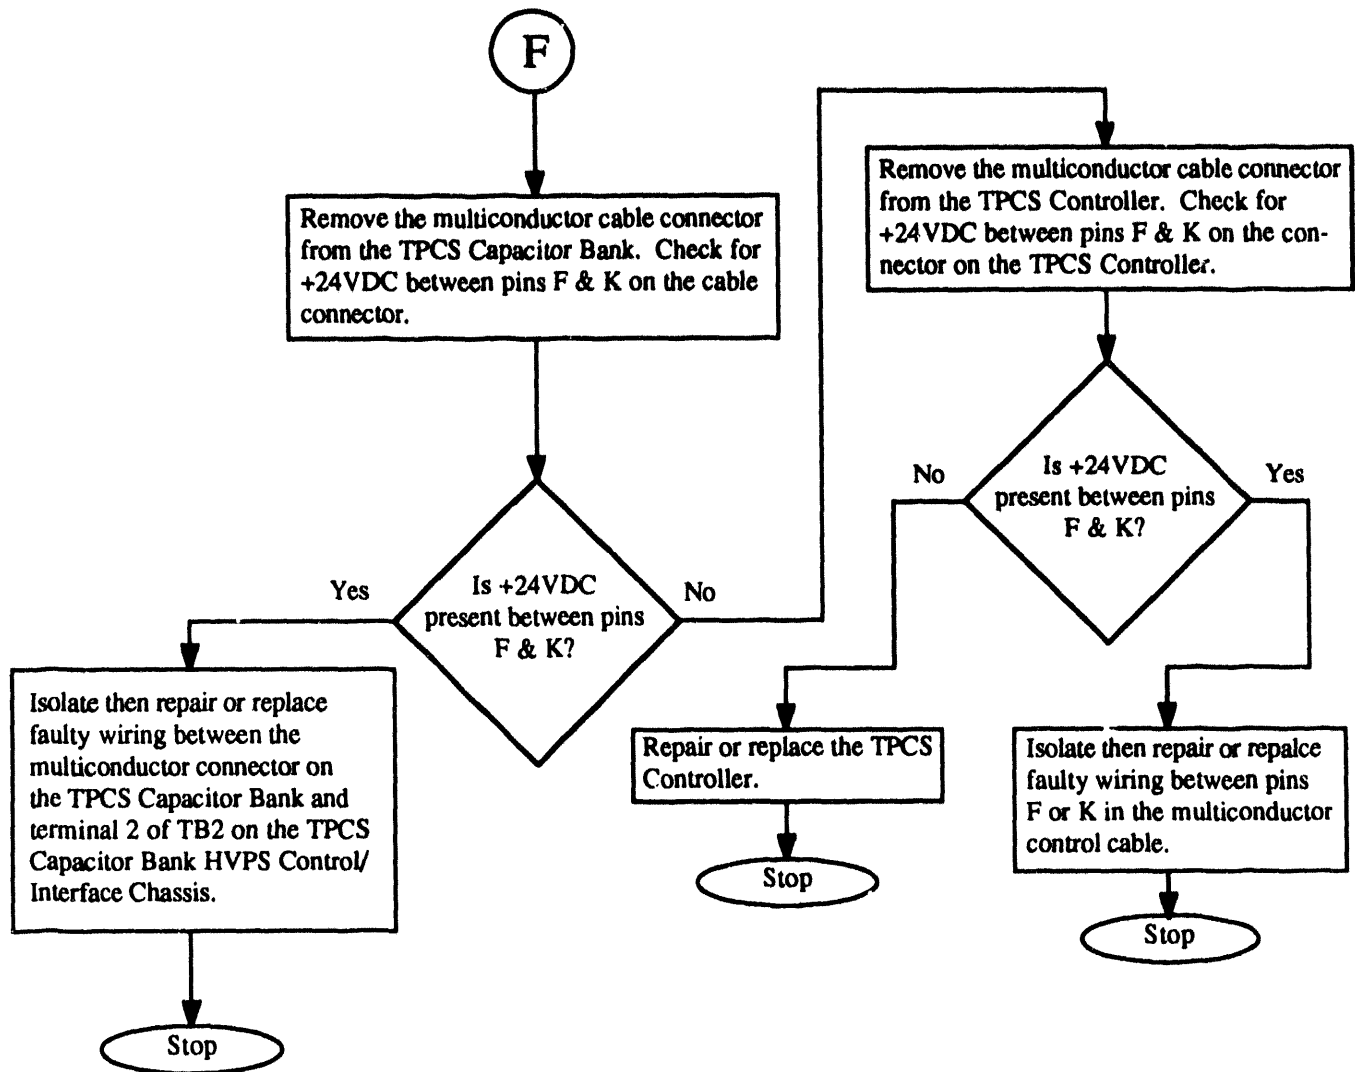 F
Remove the multiconductor cable connector
from the TPCS Capacitor Bank. Check for
+24VDC between pins F & K on the cable
connector.
Is +24VDC
present between pins
F & K?
Yes
No
Isolate then repair or replace
faulty wiring between the
multiconductor connector on
the TPCS Capacitor Bank and
terminal 2 of TB2 on the TPCS
Capacitor Bank HVPS Control/
Interface Chassis.
Stop
Remove the multiconductor cable connector
from the TPCS Controller. Check for
+24VDC between pins F & K on the con-
nector on the TPCS Controller.
Is +24VDC
present between pins
F & K?
No
Yes
Repair or replace the TPCS
Controller.
Stop
Isolate then repair or repalce
faulty wiring between pins
F or K in the multiconductor
control cable.
Stop